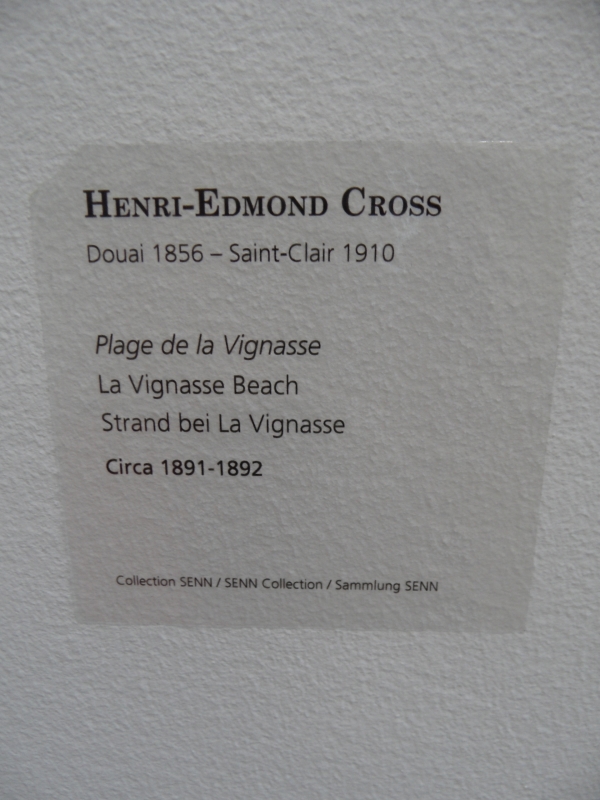 HENRI-EDMOND CROSS
Douai 1856 – Saint-Clair 1910
Plage de la Vignasse
La Vignasse Beach
Strand bei La Vignasse
Circa 1891-1892
Collection SENN / SENN Collection / Sammlung SENN